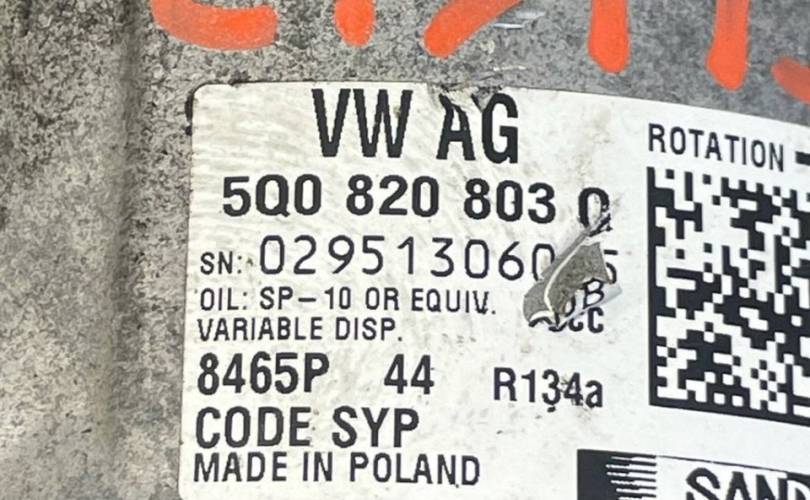 VW AG
ROTATION
5Q0 820 803
SN:
OIL: SP-10 OR EQUIV.
VARIABLE DISP.
8465P 44 R134a
CODE SYP
MADE IN POLAND